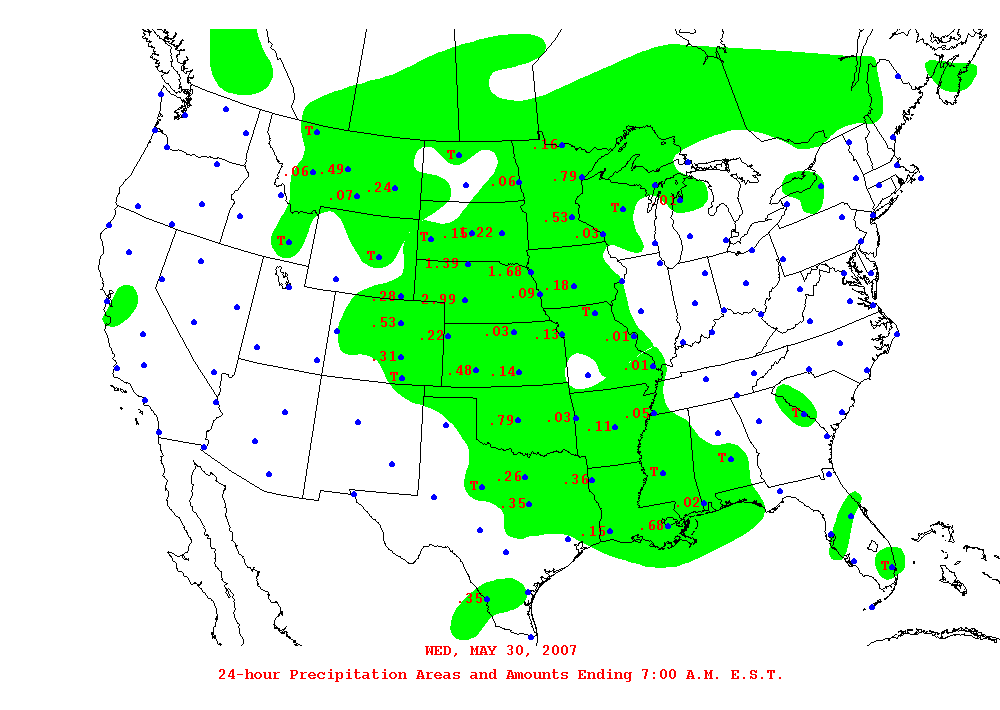 T
.16
T
.06 .49
.79
.24
.06
.07
.01
T
.53
T .15 .22 .03
T
T
1.39
1.68
.18
.28 2.99 .09
T
.53
.22 .03 .13 .01
.31
.01
T .48 .14
.79 .03 .05 T
.11
T
T
.26 .36
T
.35 .02
.68
.15
T
.35
WED, MAY 30, 2007
24-hour Precipitation Areas and Amounts Ending 7:00 A.M. E.S.T.